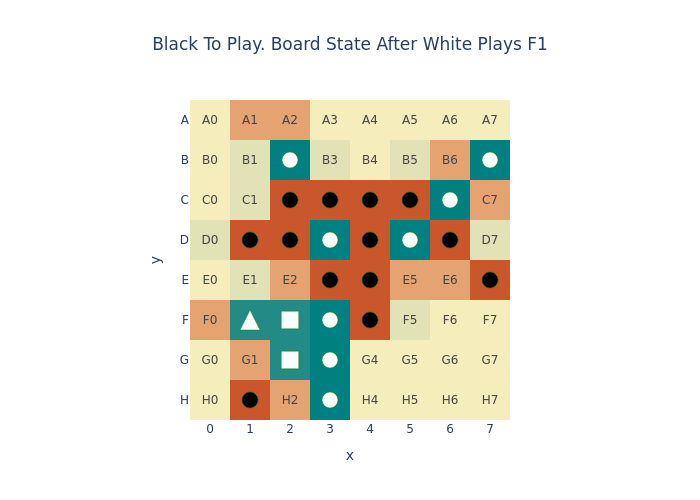 Black To Play. Board State After White Plays F1
A A0 A1 A2 A3 A4 A5 A6 A7
B B0 B1 B3 B4 B5 B6
C C0 C1 C7
D D0 D7
y
E E0 E1 E2 E5 E6
F F0 F5 F6 F7
G G0 G1 G4 G5 G6 G7
H H0 H2 H4 H5 H6 H7
0 1 2 3 4 5 6 7
x